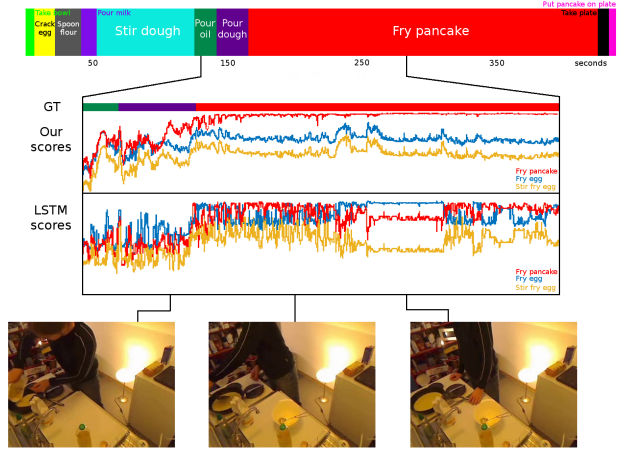 Put pancake on plate
Take bowl
Pour milk
Take plate
Crack
egg
Spoon
flour
Stir dough
Pour
oil
Pour
dough
Fry pancake
50
150
250
350
seconds
GT
Our
scores
Fry pancake
Fry egg
Stir fry egg
LSTM
scores
Fry pancake
Fry egg
Stir fry egg